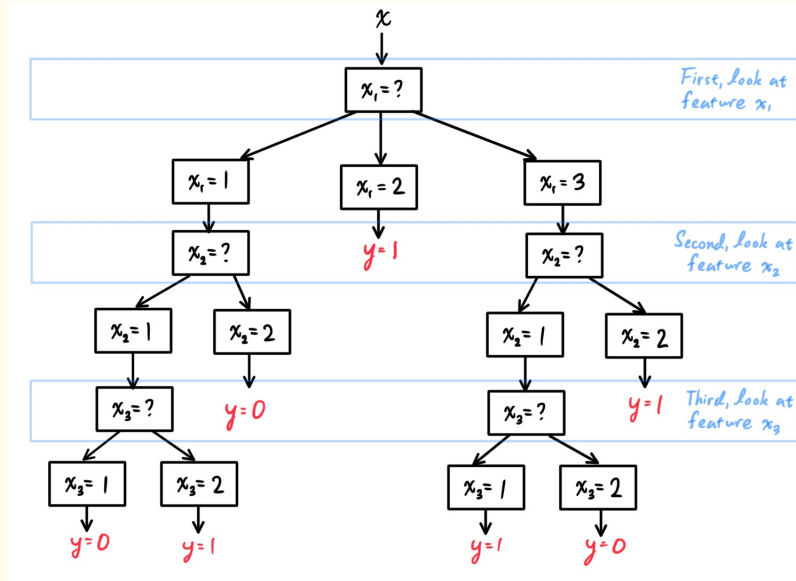 x
x₁ = ?
First, look at
feature x₁
x₁ = 1
x₁ = 2
x₁ = 3
x₂ = ?
y = 1
x₂ = ?
Second, look at
feature x₂
x₂ = 1
x₂ = 2
x₂ = 1
x₂ = 2
x₃ = ?
y = 0
x₃ = ?
y = 1
Third, look at
feature x₃
x₃ = 1
x₃ = 2
x₃ = 1
x₃ = 2
y = 0
y = 1
y = 1
y = 0